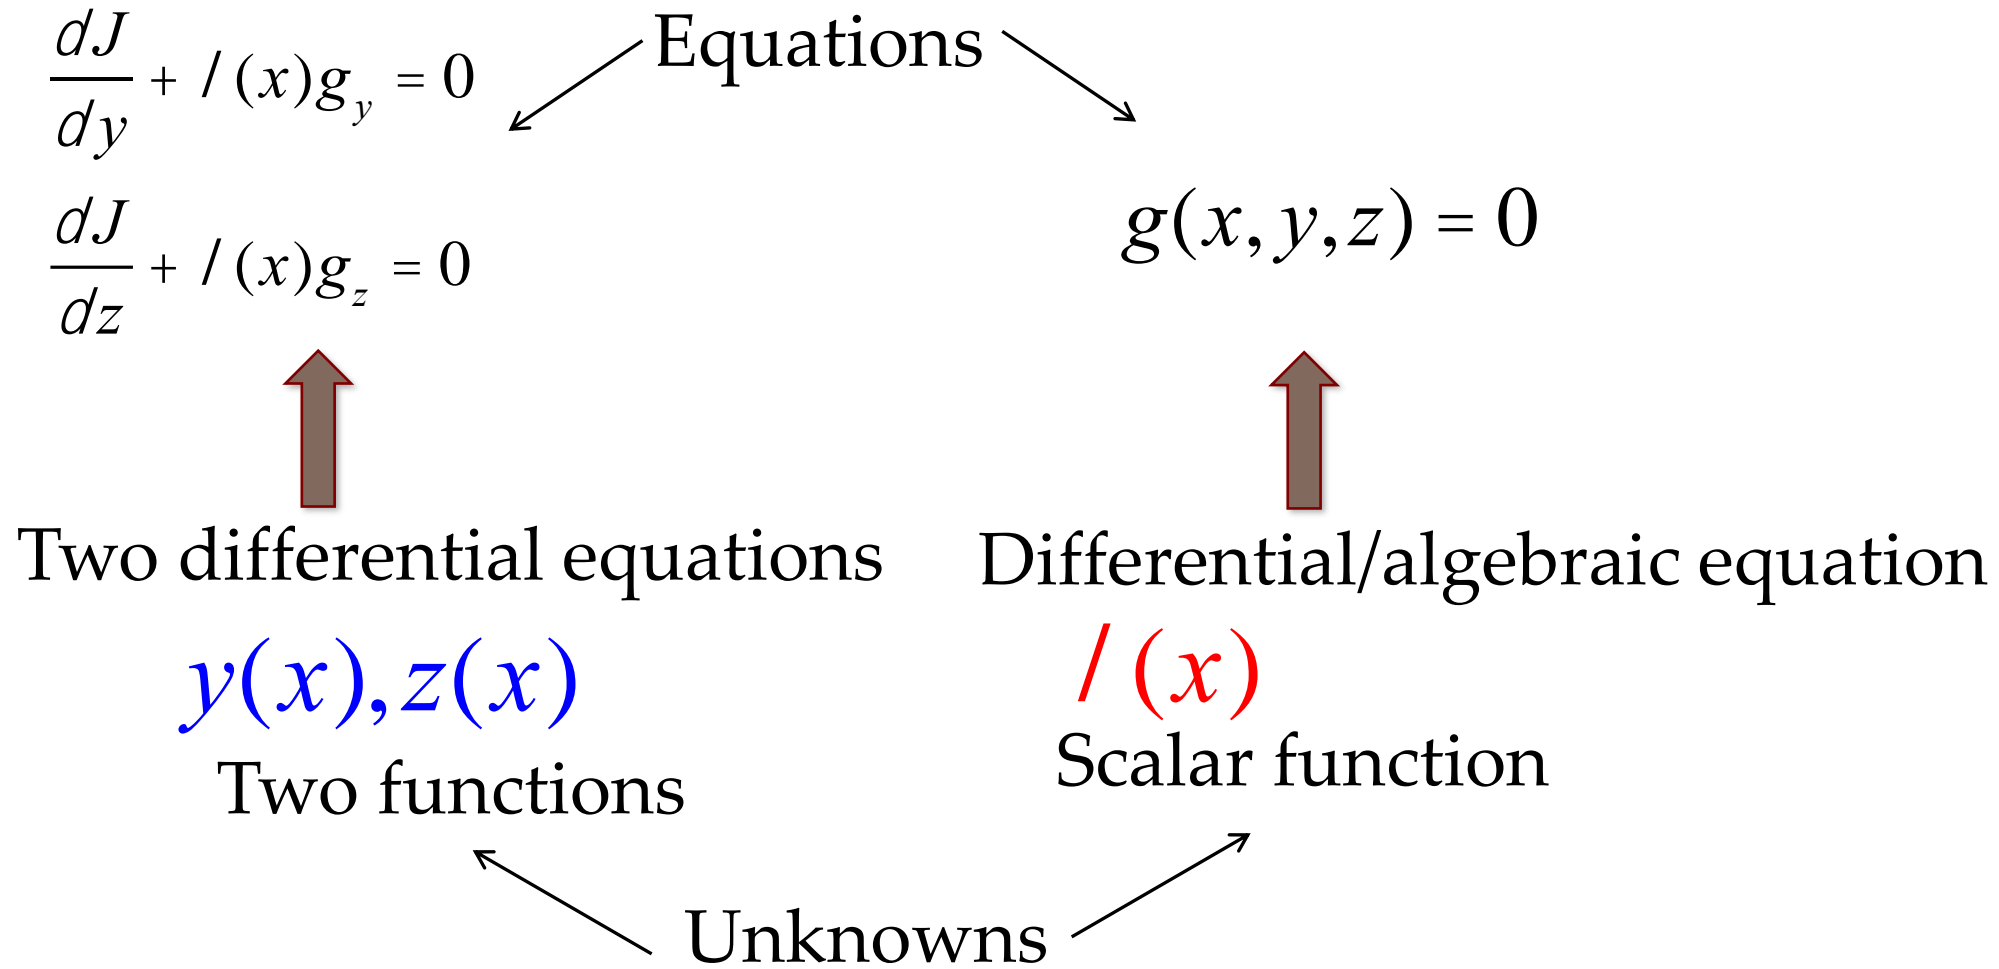 Equations
dJ/dy + / (x)g_y = 0
dJ/dz + / (x)g_z = 0
g(x, y, z) = 0
Two differential equations
Differential/algebraic equation
y(x), z(x)
/ (x)
Two functions
Scalar function
Unknowns